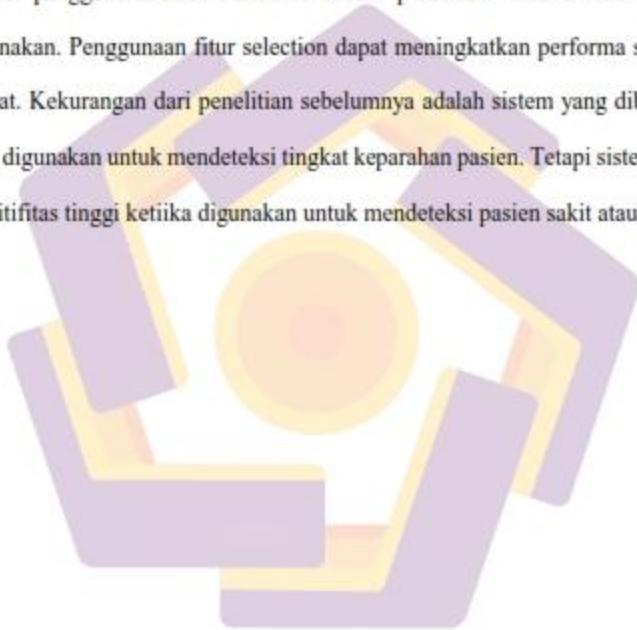 nakan. Penggunaan fitur selection dapat meningkatkan performa s
at. Kekurangan dari penelitian sebelumnya adalah sistem yang dil
digunakan untuk mendeteksi tingkat keparahan pasien. Tetapi siste
itifitas tinggi ketiika digunakan untuk mendeteksi pasien sakit atau